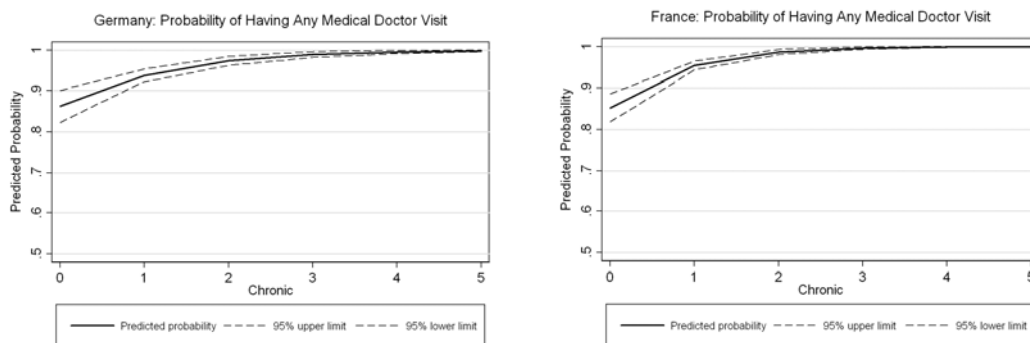 Germany: Probability of Having Any Medical Doctor Visit
Predicted Probability
1
.9
.8
.7
.6
.5
0 1 2 3 4 5
Chronic
Predicted probability 95% upper limit 95% lower limit
France: Probability of Having Any Medical Doctor Visit
Predicted Probability
1
.9
.8
.7
.6
.5
0 1 2 3 4 5
Chronic
Predicted probability 95% upper limit 95% lower limit